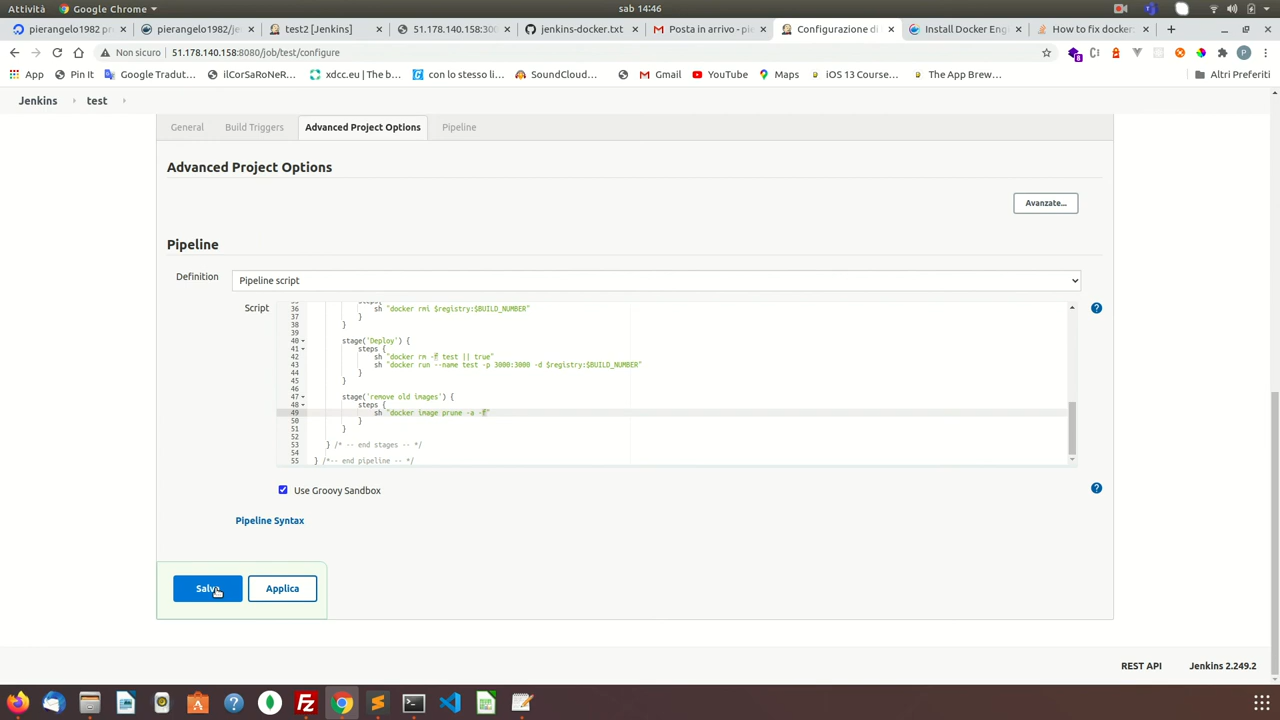 Attività
Google Chrome
sab 14:46
pierangelo1982 pr
pierangelo1982/je
test2 [Jenkins]
51.178.140.158:300
jenkins-docker.txt
Posta in arrivo - pie
Configurazione di
Install Docker Eng
How to fix docker:
Non sicuro
51.178.140.158:8080/job/test/configure
App
Pin It
Google Tradut...
ilCorSaRoNeR...
xdcc.eu | The b...
con lo stesso li...
SoundCloud...
Gmail
YouTube
Maps
iOS 13 Course...
The App Brew...
Altri Preferiti
Jenkins
test
General
Build Triggers
Advanced Project Options
Pipeline
Advanced Project Options
Avanzate...
Pipeline
Definition
Pipeline script
Script
36 sh "docker rmi $registry:$BUILD_NUMBER"
37 }
38 }
39
40 stage('Deploy') {
41 steps {
42 sh "docker rm -f test || true"
43 sh "docker run --name test -p 3000:3000 -d $registry:$BUILD_NUMBER"
44 }
45 }
46
47 stage('remove old images') {
48 steps {
49 sh "docker image prune -a -f"
50 }
51 }
52
53 } /* -- end stages -- */
54
55 } /*-- end pipeline -- */
Use Groovy Sandbox
Pipeline Syntax
Salva
Applica
REST API
Jenkins 2.249.2